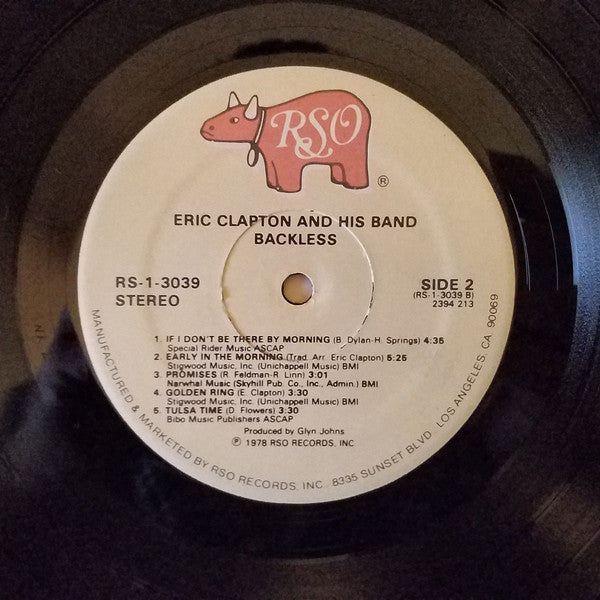 RSO
®
ERIC CLAPTON AND HIS BAND
BACKLESS
RS-1-3039
STEREO
SIDE 2
(RS-1-3039 B)
2394 213
1. IF I DON'T BE THERE BY MORNING (B. Dylan-H. Springs) 4:35
Special Rider Music ASCAP
2. EARLY IN THE MORNING (Trad. Arr. Eric Clapton) 5:25
Stigwood Music, Inc. (Unichappell Music) BMI
3. PROMISES (R. Feldman-R. Linn) 3:01
Narwhal Music (Skyhill Pub. Co., Inc., Admin.) BMI
4. GOLDEN RING (E. Clapton) 3:30
Stigwood Music, Inc. (Unichappell Music) BMI
5. TULSA TIME (D. Flowers) 3:30
Bibo Music Publishers ASCAP
Produced by Glyn Johns
℗ 1978 RSO RECORDS, INC.
MANUFACTURED & MARKETED BY RSO RECORDS, INC. 8335 SUNSET BLVD. LOS ANGELES, CA. 90069